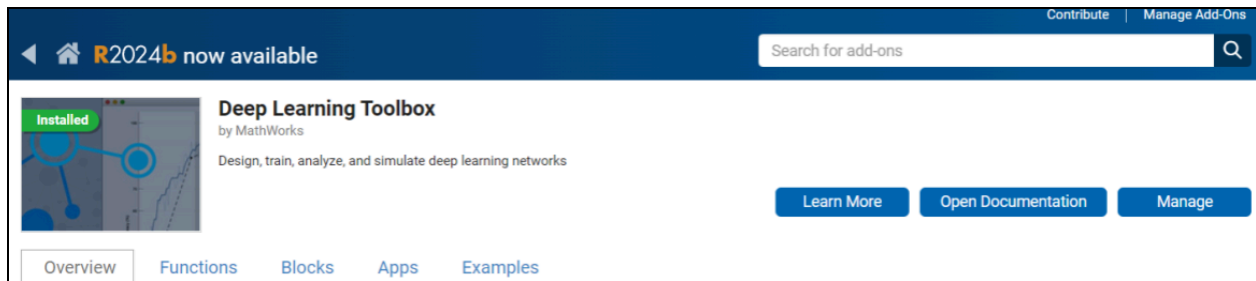 Contribute | Manage Add-Ons
R2024b now available
Search for add-ons
Installed
Deep Learning Toolbox
by MathWorks
Design, train, analyze, and simulate deep learning networks
Learn More Open Documentation Manage
Overview Functions Blocks Apps Examples